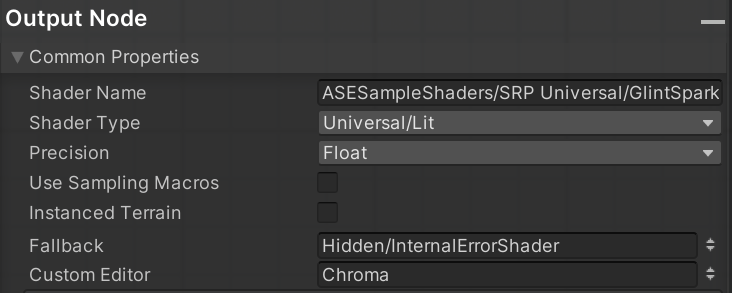 Output Node
Common Properties
Shader Name ASESampleShaders/SRP Universal/GlintSpark
Shader Type Universal/Lit
Precision Float
Use Sampling Macros
Instanced Terrain
Fallback Hidden/InternalErrorShader
Custom Editor Chroma